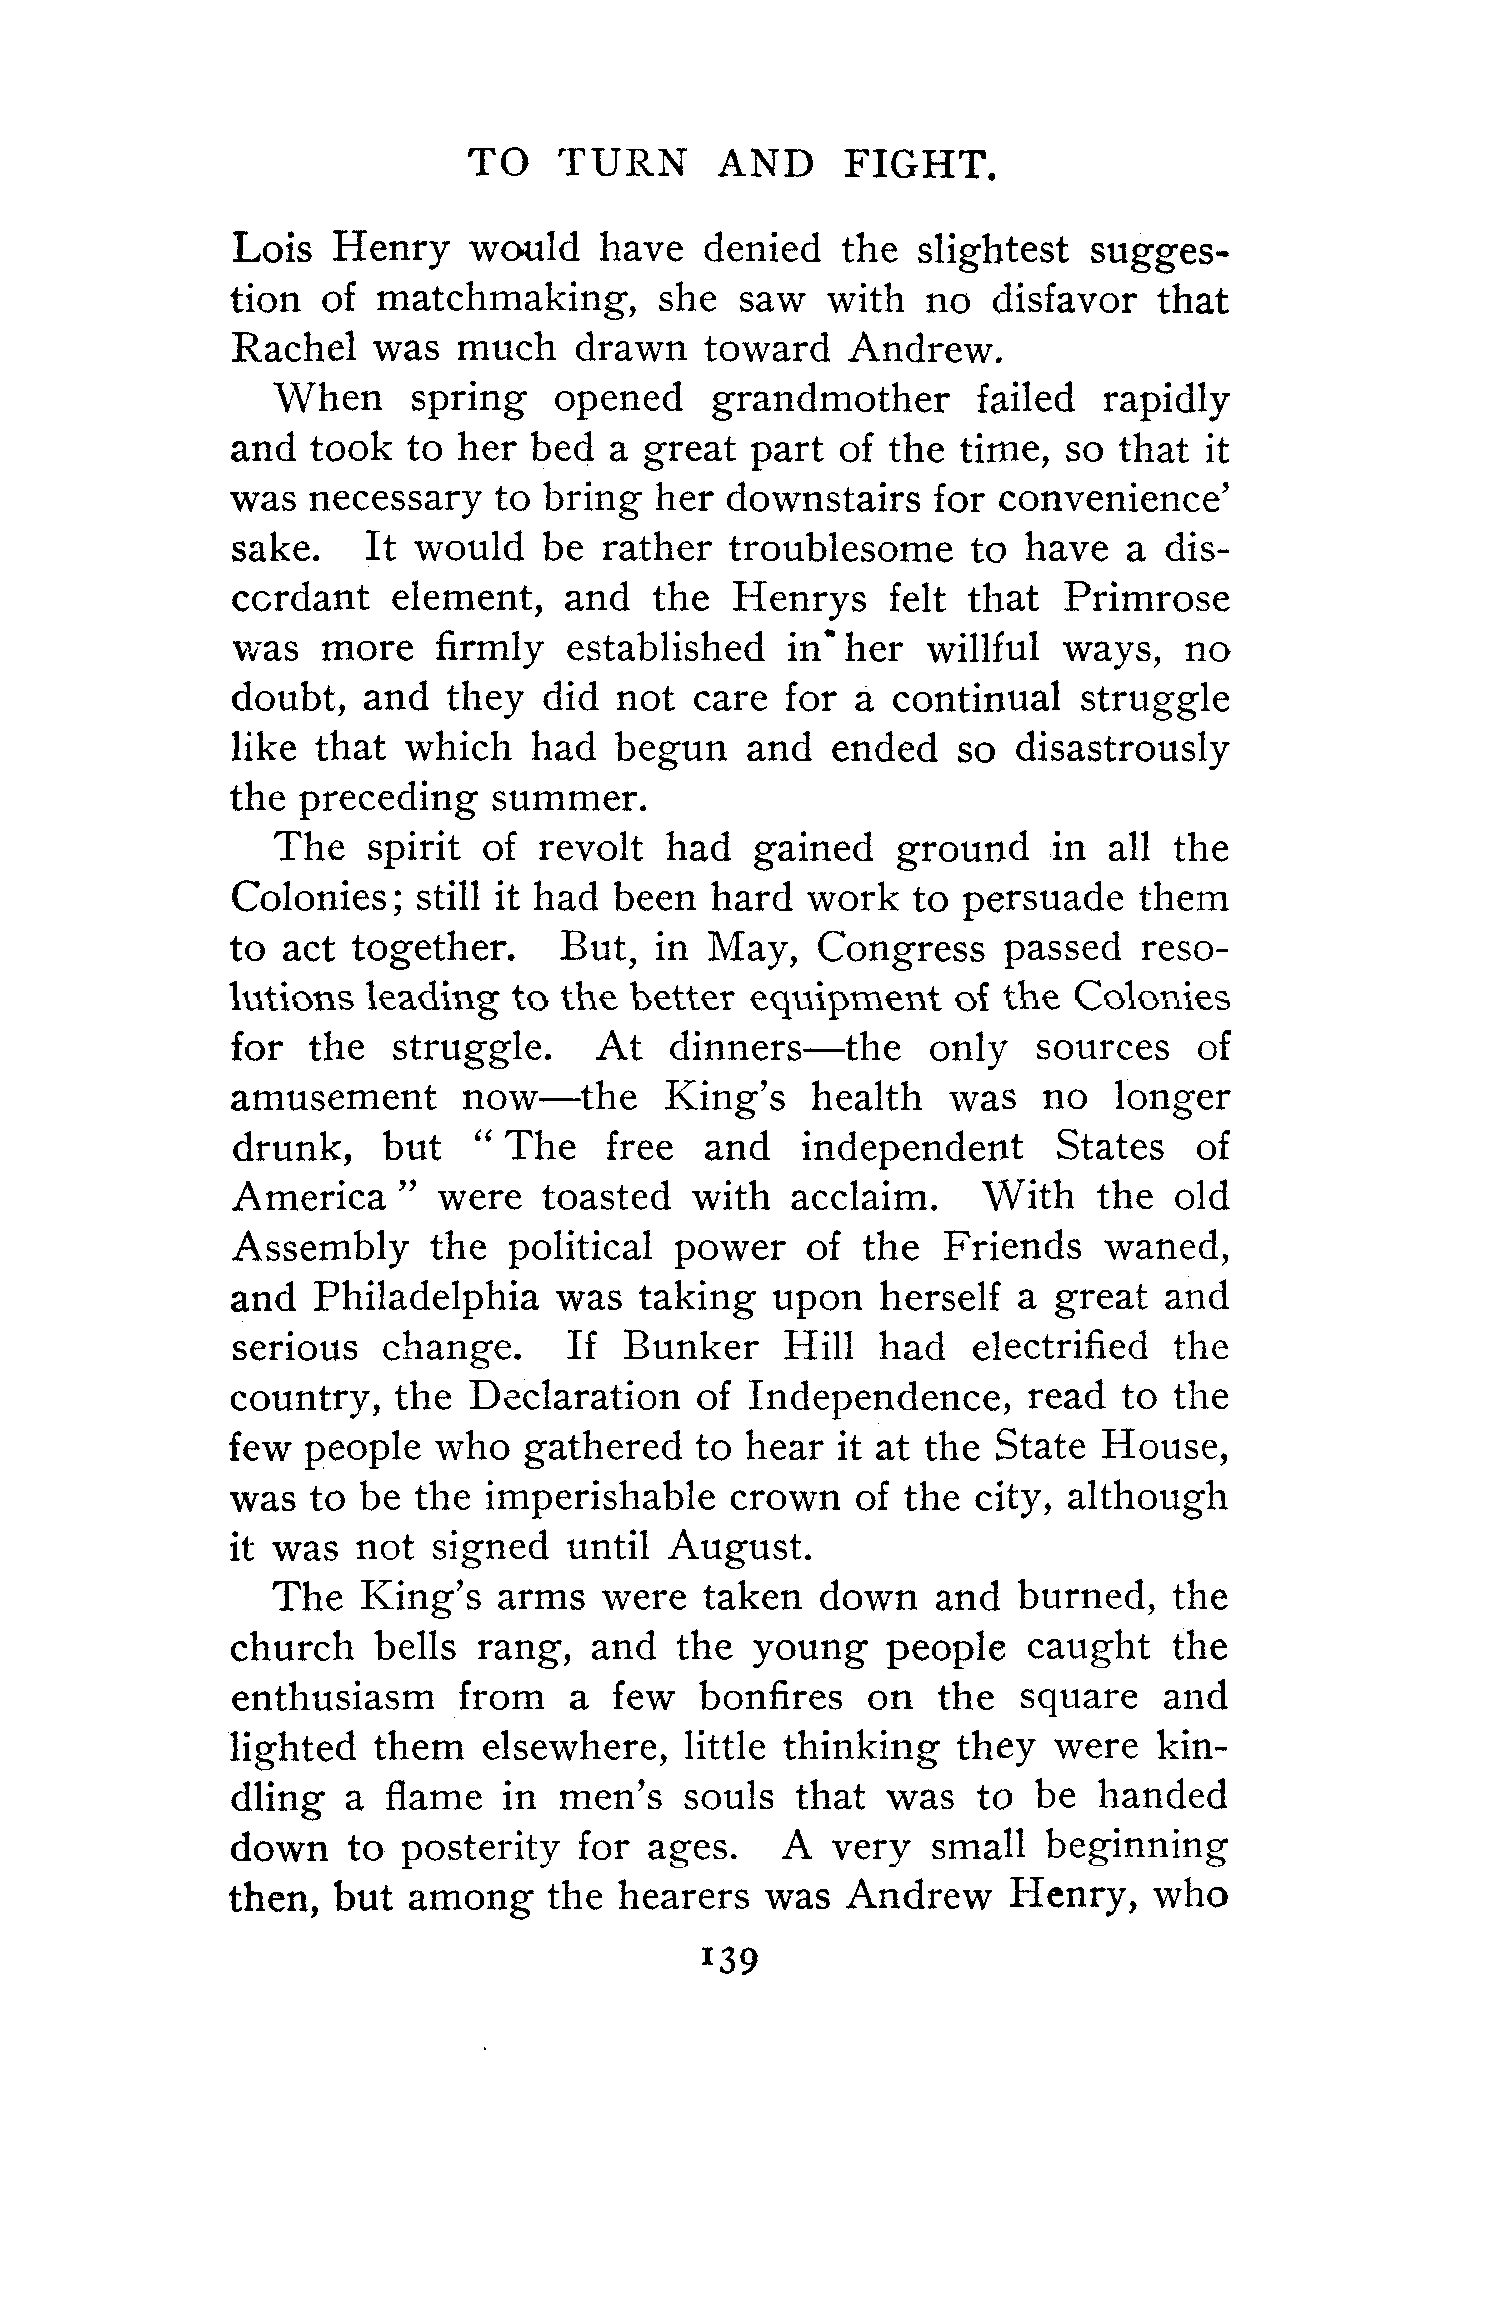 TO TURN AND FIGHT.
Lois Henry would have denied the slightest sugges-
tion of matchmaking, she saw with no disfavor that
Rachel was much drawn toward Andrew.
When spring opened grandmother failed rapidly
and took to her bed a great part of the time, so that it
was necessary to bring her downstairs for convenience'
sake. It would be rather troublesome to have a dis-
cordant element, and the Henrys felt that Primrose
was more firmly established in her willful ways, no
doubt, and they did not care for a continual struggle
like that which had begun and ended so disastrously
the preceding summer.
The spirit of revolt had gained ground in all the
Colonies; still it had been hard work to persuade them
to act together. But, in May, Congress passed reso-
lutions leading to the better equipment of the Colonies
for the struggle. At dinners—the only sources of
amusement now—the King's health was no longer
drunk, but " The free and independent States of
America " were toasted with acclaim. With the old
Assembly the political power of the Friends waned,
and Philadelphia was taking upon herself a great and
serious change. If Bunker Hill had electrified the
country, the Declaration of Independence, read to the
few people who gathered to hear it at the State House,
was to be the imperishable crown of the city, although
it was not signed until August.
The King's arms were taken down and burned, the
church bells rang, and the young people caught the
enthusiasm from a few bonfires on the square and
lighted them elsewhere, little thinking they were kin-
dling a flame in men's souls that was to be handed
down to posterity for ages. A very small beginning
then, but among the hearers was Andrew Henry, who
139